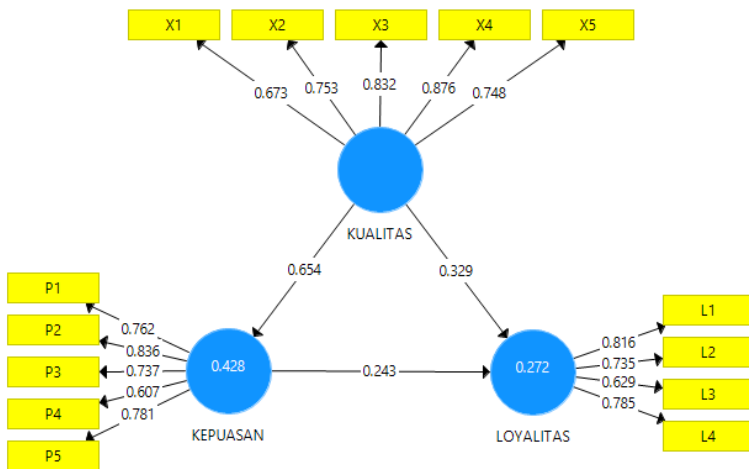 X1 X2 X3 X4 X5
0.673 0.753 0.832 0.876 0.748
KUALITAS
0.654 0.329
P1
P2
P3
P4
P5
0.762
0.836
0.737
0.607
0.781
0.428
KEPUASAN
0.243
0.272
LOYALITAS
0.816
0.735
0.629
0.785
L1
L2
L3
L4